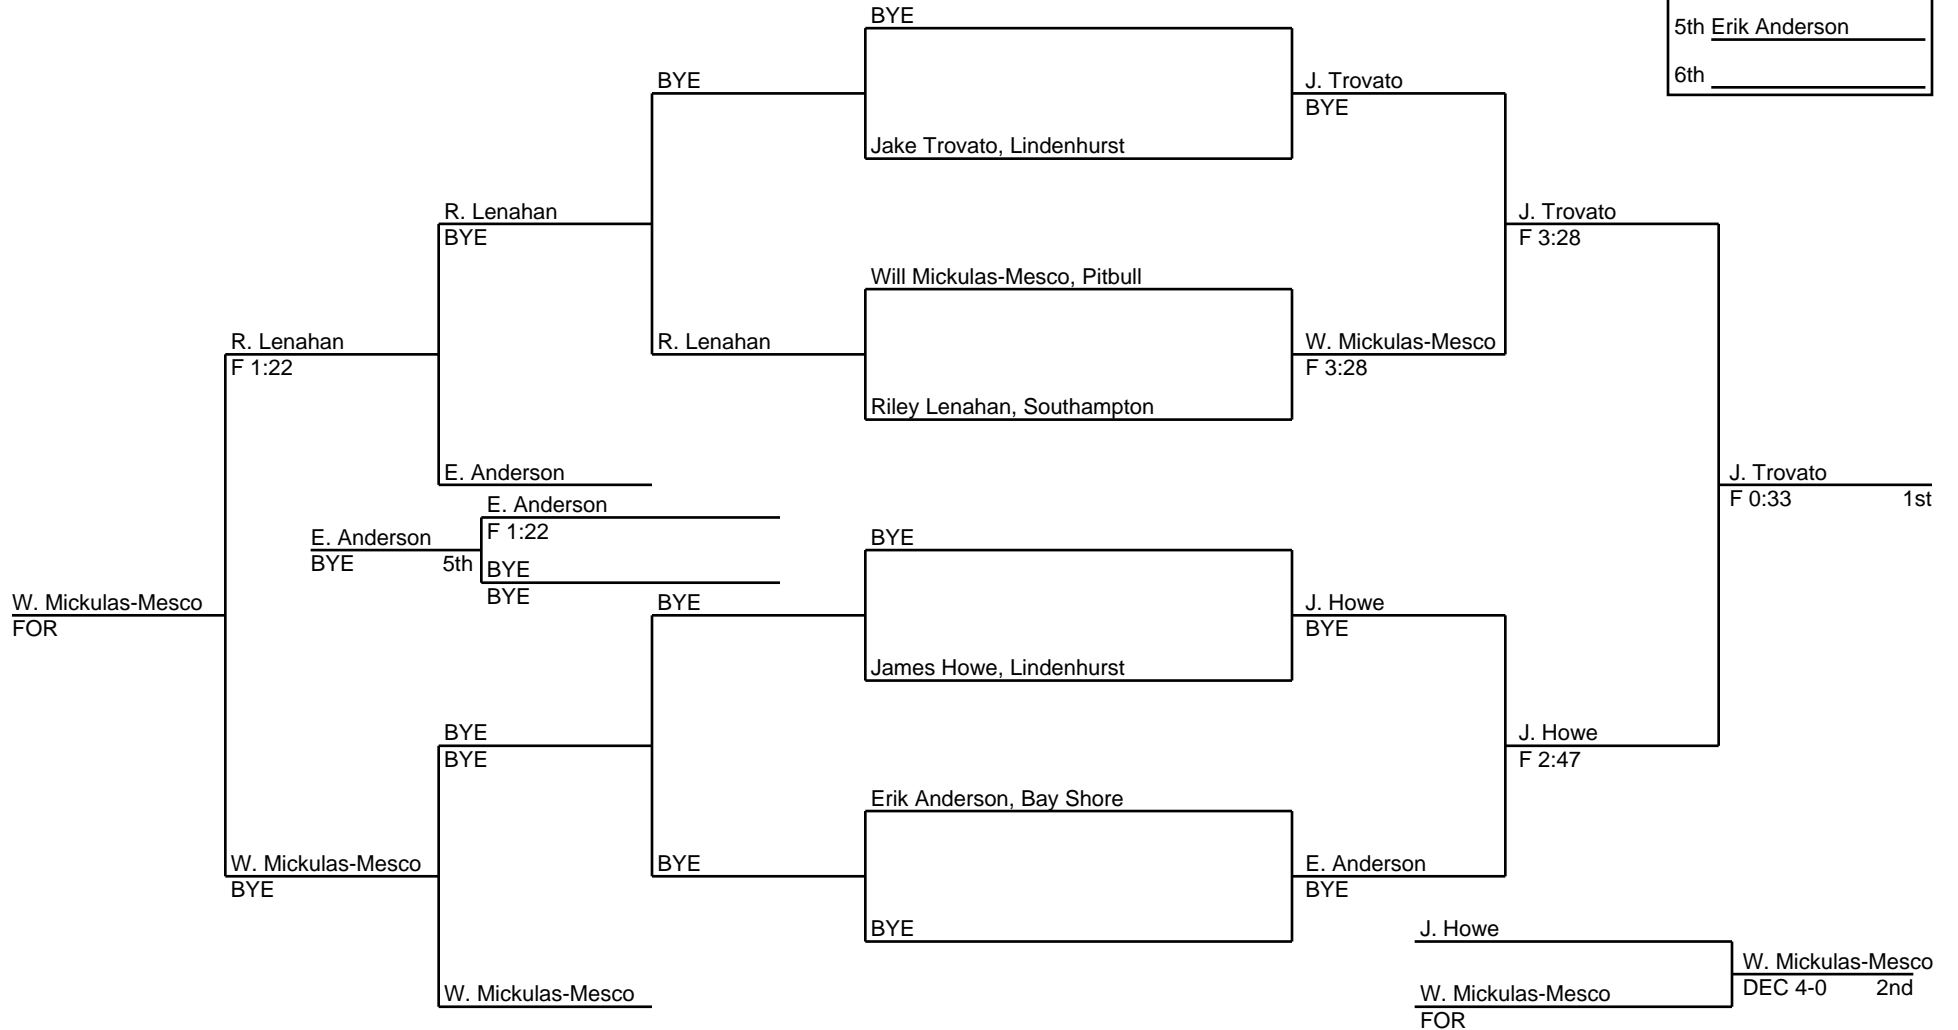 BYE
5th Erik Anderson
BYE
J. Trovato
6th
BYE
Jake Trovato, Lindenhurst
R. Lenahan
J. Trovato
BYE
F 3:28
Will Mickulas-Mesco, Pitbull
R. Lenahan
R. Lenahan
W. Mickulas-Mesco
F 1:22
F 3:28
Riley Lenahan, Southampton
E. Anderson
J. Trovato
E. Anderson
F 0:33 1st
F 1:22
E. Anderson
BYE
BYE 5th
BYE
W. Mickulas-Mesco
BYE
BYE
J. Howe
FOR
BYE
James Howe, Lindenhurst
BYE
J. Howe
BYE
F 2:47
Erik Anderson, Bay Shore
W. Mickulas-Mesco
BYE
E. Anderson
BYE
BYE
BYE
J. Howe
W. Mickulas-Mesco
DEC 4-0 2nd
W. Mickulas-Mesco
W. Mickulas-Mesco
FOR